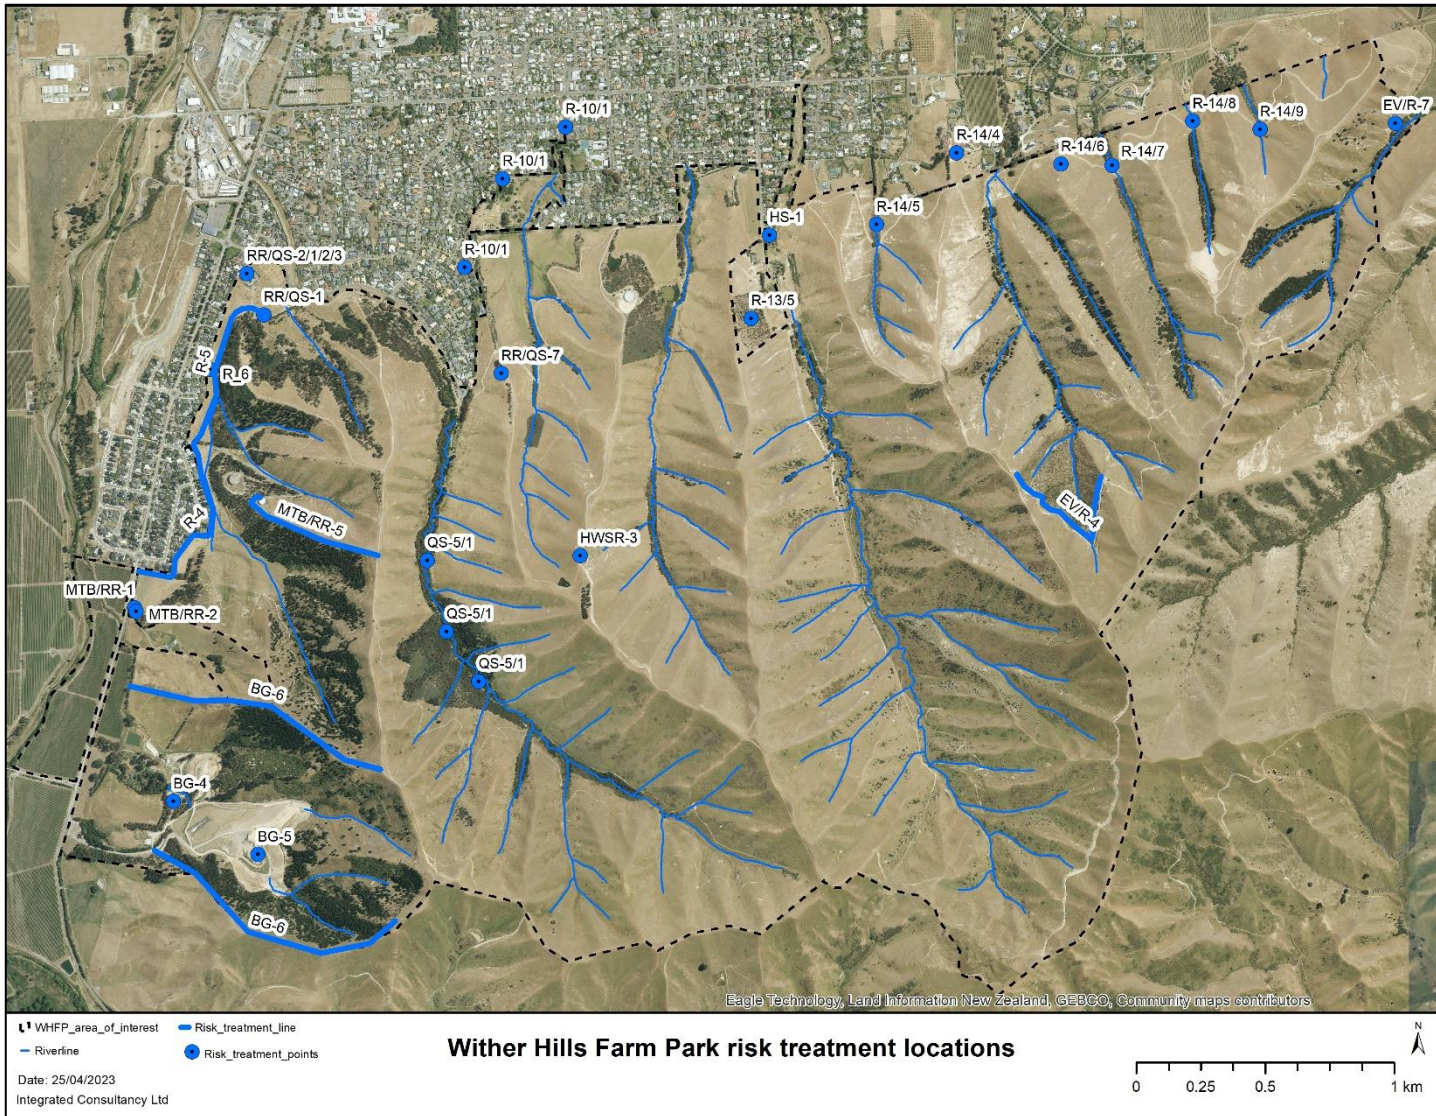 R-10/1
R-14/8
EV/R-7
R-14/9
R-14/4
R-14/6
R-14/7
R-10/1
R-14/5
HS-1
R-10/1
RR/QS-2/1/2/3
RR/QS-1
R-13/5
R-5
R_6
RR/QS-7
MTB/RR-5
R-4
EV/R-4
QS-5/1
HWSR-3
MTB/RR-1
MTB/RR-2
QS-5/1
QS-5/1
BG-6
BG-4
BG-5
BG-6
Eagle Technology, Land Information New Zealand, GEBCO, Community maps contributors
WHFP_area_of_interest
Risk_treatment_line
Riverline
Risk_treatment_points
Wither Hills Farm Park risk treatment locations
N
Date: 25/04/2023
Integrated Consultancy Ltd
0 0.25 0.5 1 km